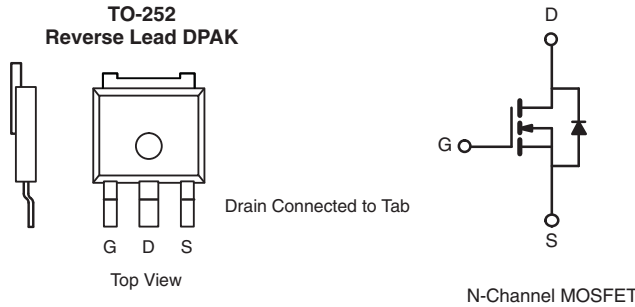 TO-252
Reverse Lead DPAK
Drain Connected to Tab
G D S
Top View
D
G
S
N-Channel MOSFET